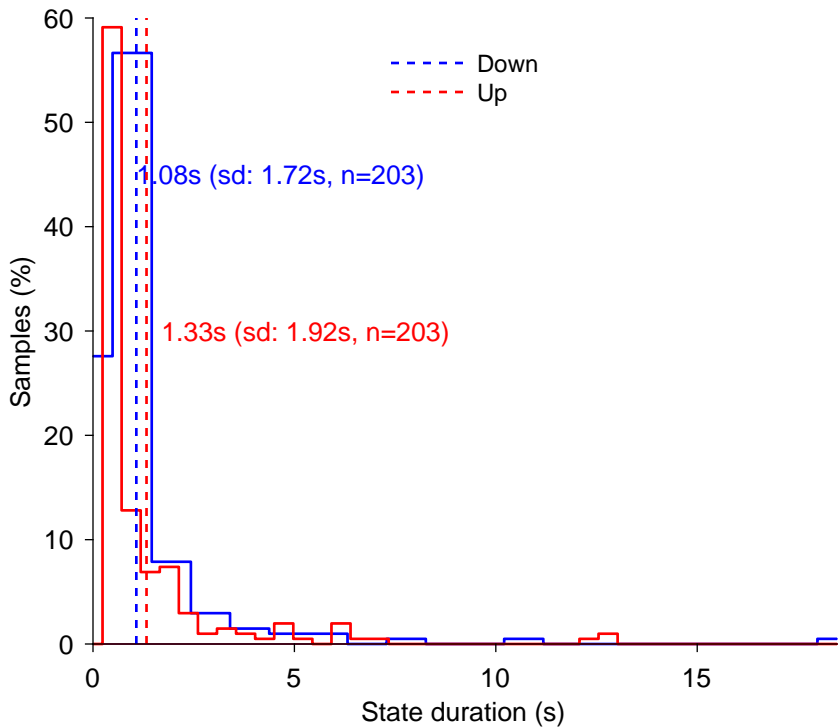 60
50
40
30
20
10
0
Samples (%)
Down
Up
1.08s (sd: 1.72s, n=203)
1.33s (sd: 1.92s, n=203)
0
5
10
15
State duration (s)